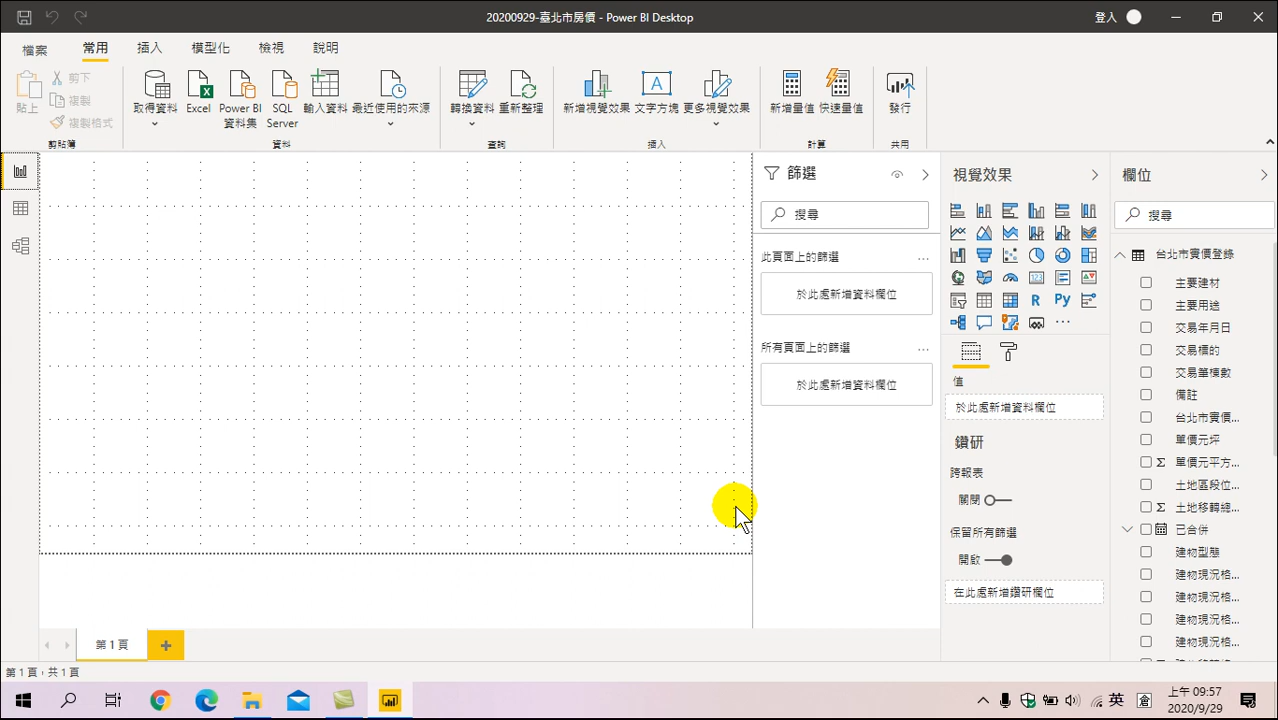 20200929-臺北市房價 - Power BI Desktop
登入
檔案
常用
插入
模型化
檢視
說明
貼上
剪下
複製
複製格式
剪貼簿
取得資料
Excel
Power BI
資料集
SQL
Server
輸入資料
最近使用的來源
資料
轉換資料
重新整理
查詢
新增視覺效果
文字方塊
更多視覺效果
插入
新增量值
快速量值
計算
發行
共用
篩選
搜尋
此頁面上的篩選
...
於此處新增資料欄位
所有頁面上的篩選
...
於此處新增資料欄位
視覺效果
R
Py
...
值
於此處新增資料欄位
鑽研
跨報表
關閉
保留所有篩選
開啟
在此處新增鑽研欄位
欄位
搜尋
台北市實價登錄
主要建材
主要用途
交易年月日
交易標的
交易筆棟數
備註
台北市實價...
單價元坪
Σ 單價元平方...
土地區段位...
Σ 土地移轉總...
已合併
建物型態
建物現況格...
建物現況格...
建物現況格...
建物現況格...
第 1 頁
+
第 1 頁，共 1 頁
英
倉
上午 09:57
2020/9/29